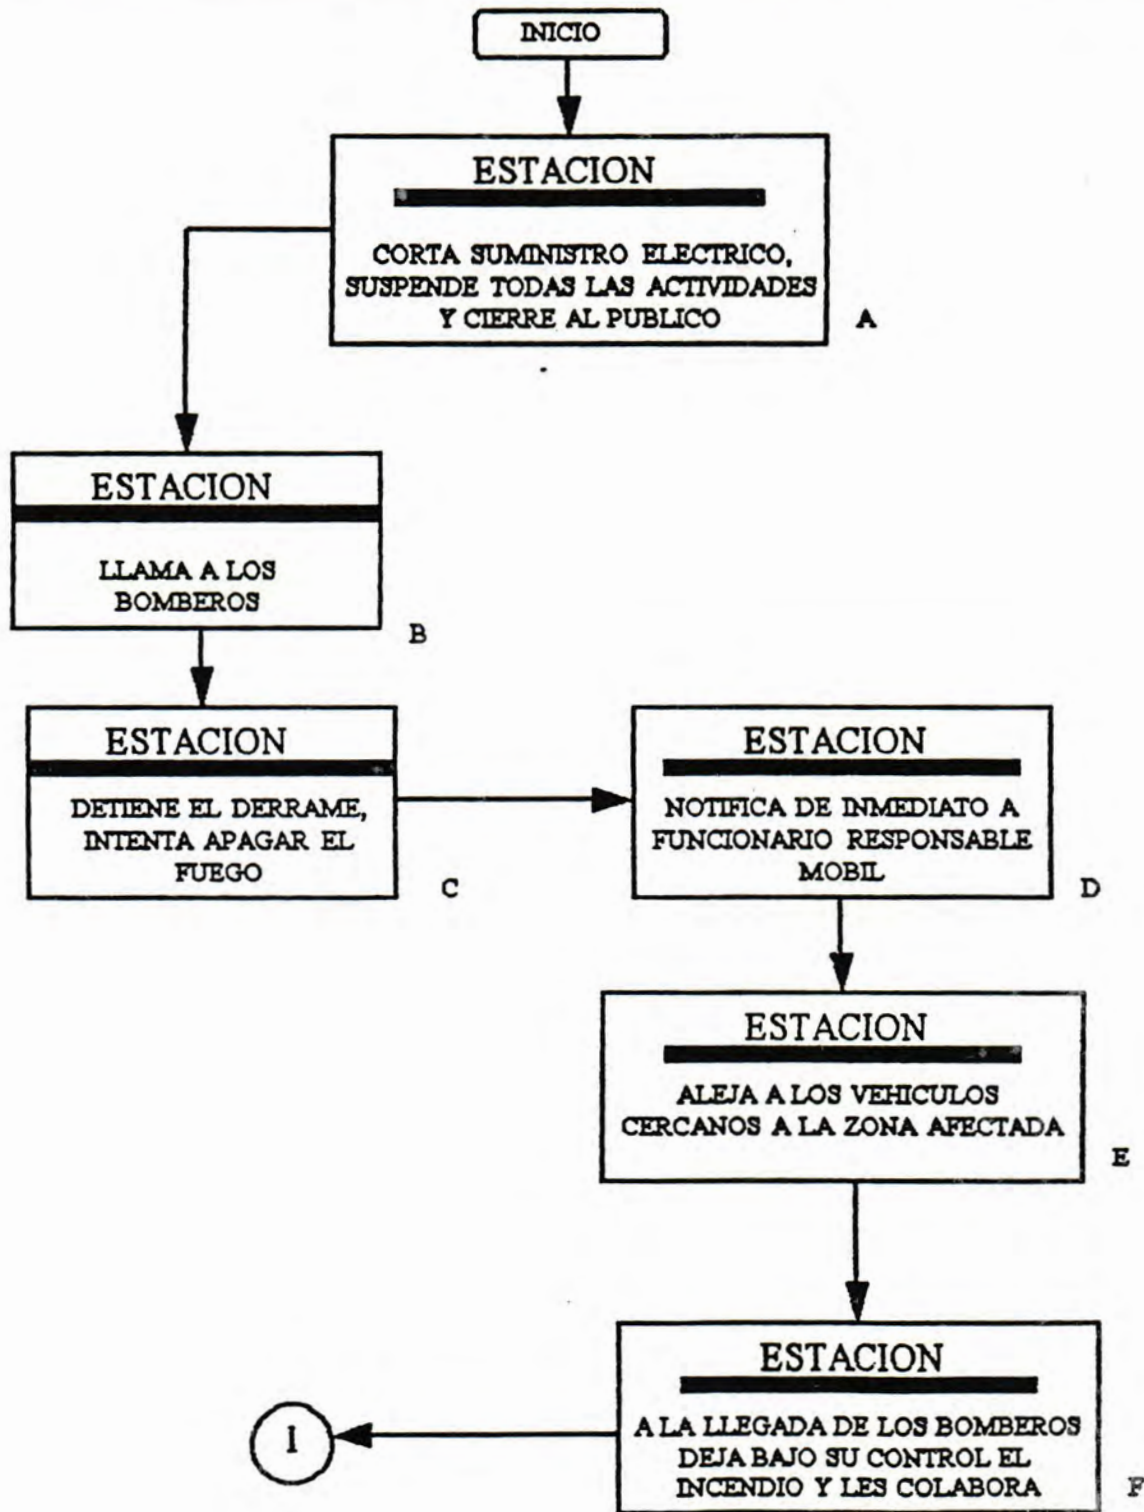 INICIO
ESTACION
CORTA SUMINISTRO ELECTRICO,
SUSPENDE TODAS LAS ACTIVIDADES
Y CIERRE AL PUBLICO
A
ESTACION
LLAMA A LOS
BOMBEROS
B
ESTACION
DETIENE EL DERRAME,
INTENTA APAGAR EL
FUEGO
C
ESTACION
NOTIFICA DE INMEDIATO A
FUNCIONARIO RESPONSABLE
MOBIL
D
ESTACION
ALEJA A LOS VEHICULOS
CERCANOS A LA ZONA AFECTADA
E
ESTACION
A LA LLEGADA DE LOS BOMBEROS
DEJA BAJO SU CONTROL EL
INCENDIO Y LES COLABORA
F
1